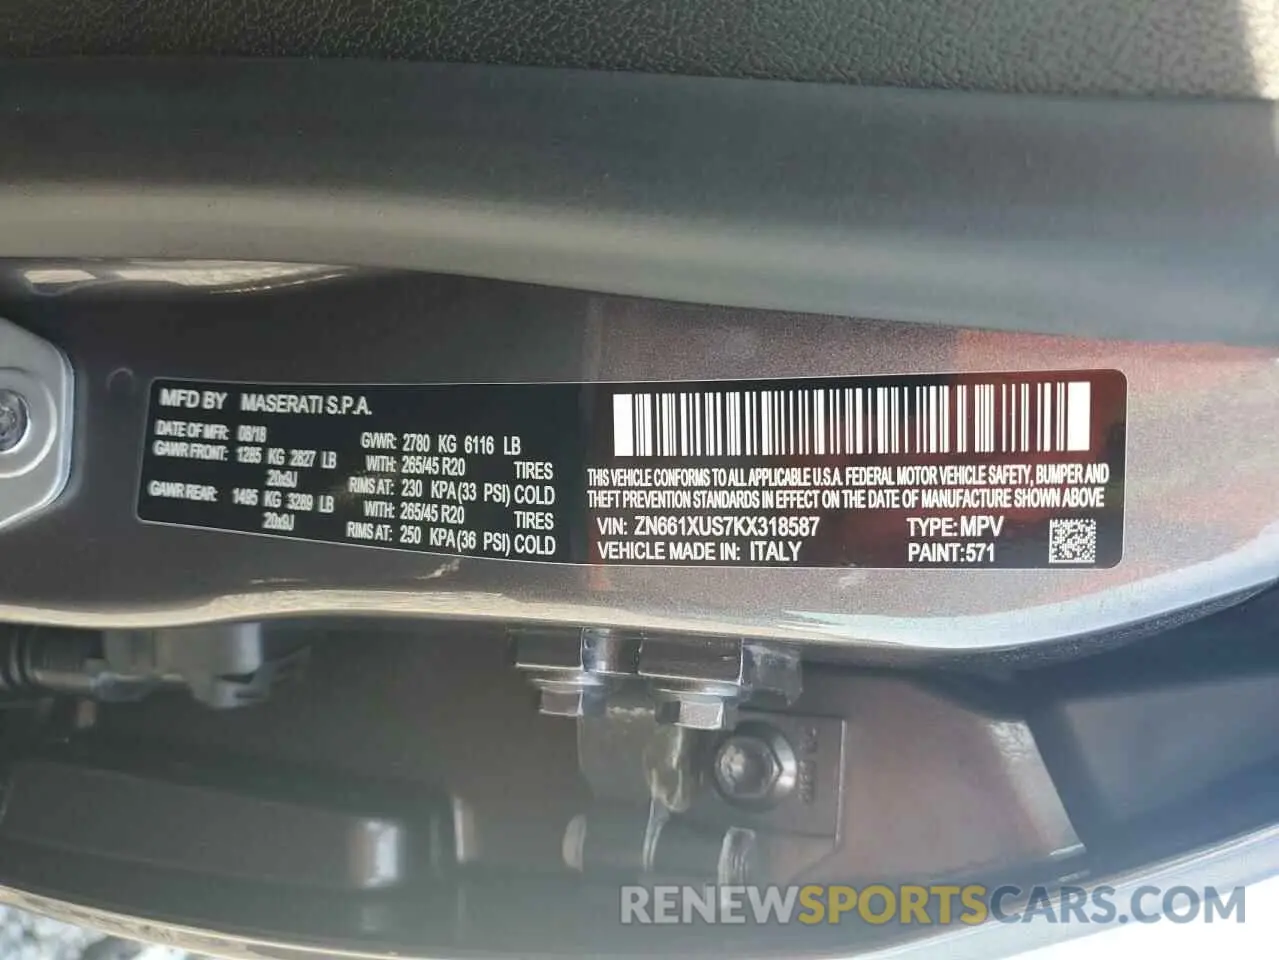 MFD BY MASERATI S.P.A.
DATE OF MFR: 08/18
GAWR FRONT: 1285 KG 2827 LB
20x9J
GAWR REAR: 1495 KG 3289 LB
20x9J
GVWR: 2780 KG 6116 LB
WITH: 265/45 R20 TIRES
RIMS AT: 230 KPA(33 PSI) COLD
WITH: 265/45 R20 TIRES
RIMS AT: 250 KPA(36 PSI) COLD
THIS VEHICLE CONFORMS TO ALL APPLICABLE U.S.A. FEDERAL MOTOR VEHICLE SAFETY, BUMPER AND
THEFT PREVENTION STANDARDS IN EFFECT ON THE DATE OF MANUFACTURE SHOWN ABOVE
VIN: ZN661XUS7KX318587 TYPE: MPV
VEHICLE MADE IN: ITALY PAINT: 571
RENEWSPORTSCARS.COM